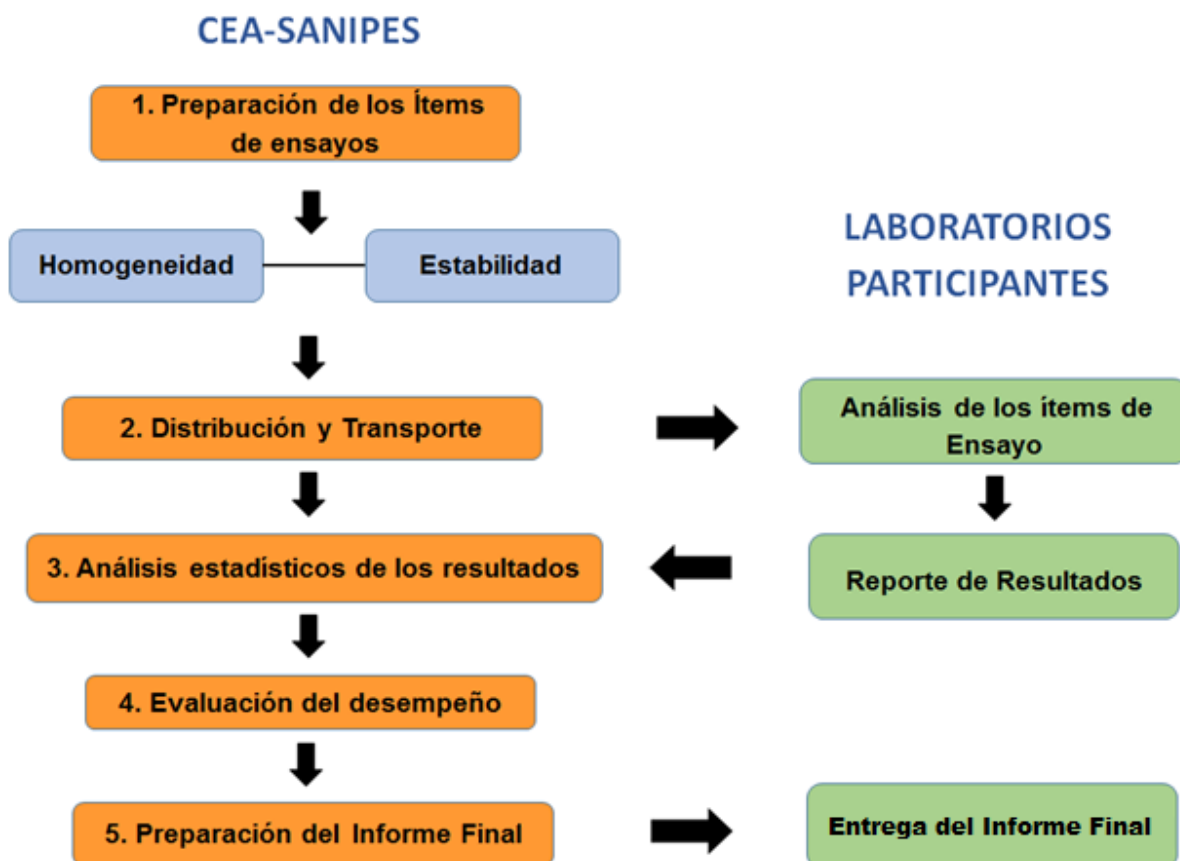 CEA-SANIPES
1. Preparación de los Ítems
de ensayos
Homogeneidad
Estabilidad
LABORATORIOS
PARTICIPANTES
2. Distribución y Transporte
Análisis de los ítems de
Ensayo
3. Análisis estadísticos de los resultados
Reporte de Resultados
4. Evaluación del desempeño
5. Preparación del Informe Final
Entrega del Informe Final